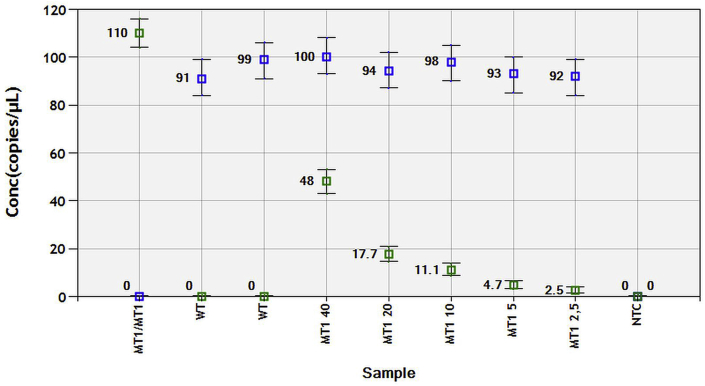 120
100
80
60
40
20
0
Conc(copies/µL)
110
0
91
0
99
0
100
48
94
17.7
98
11.1
93
4.7
92
2.5
0 0
MT1/MT1
WT
WT
MT1 40
MT1 20
MT1 10
MT1 5
MT1 2,5
NTC
Sample